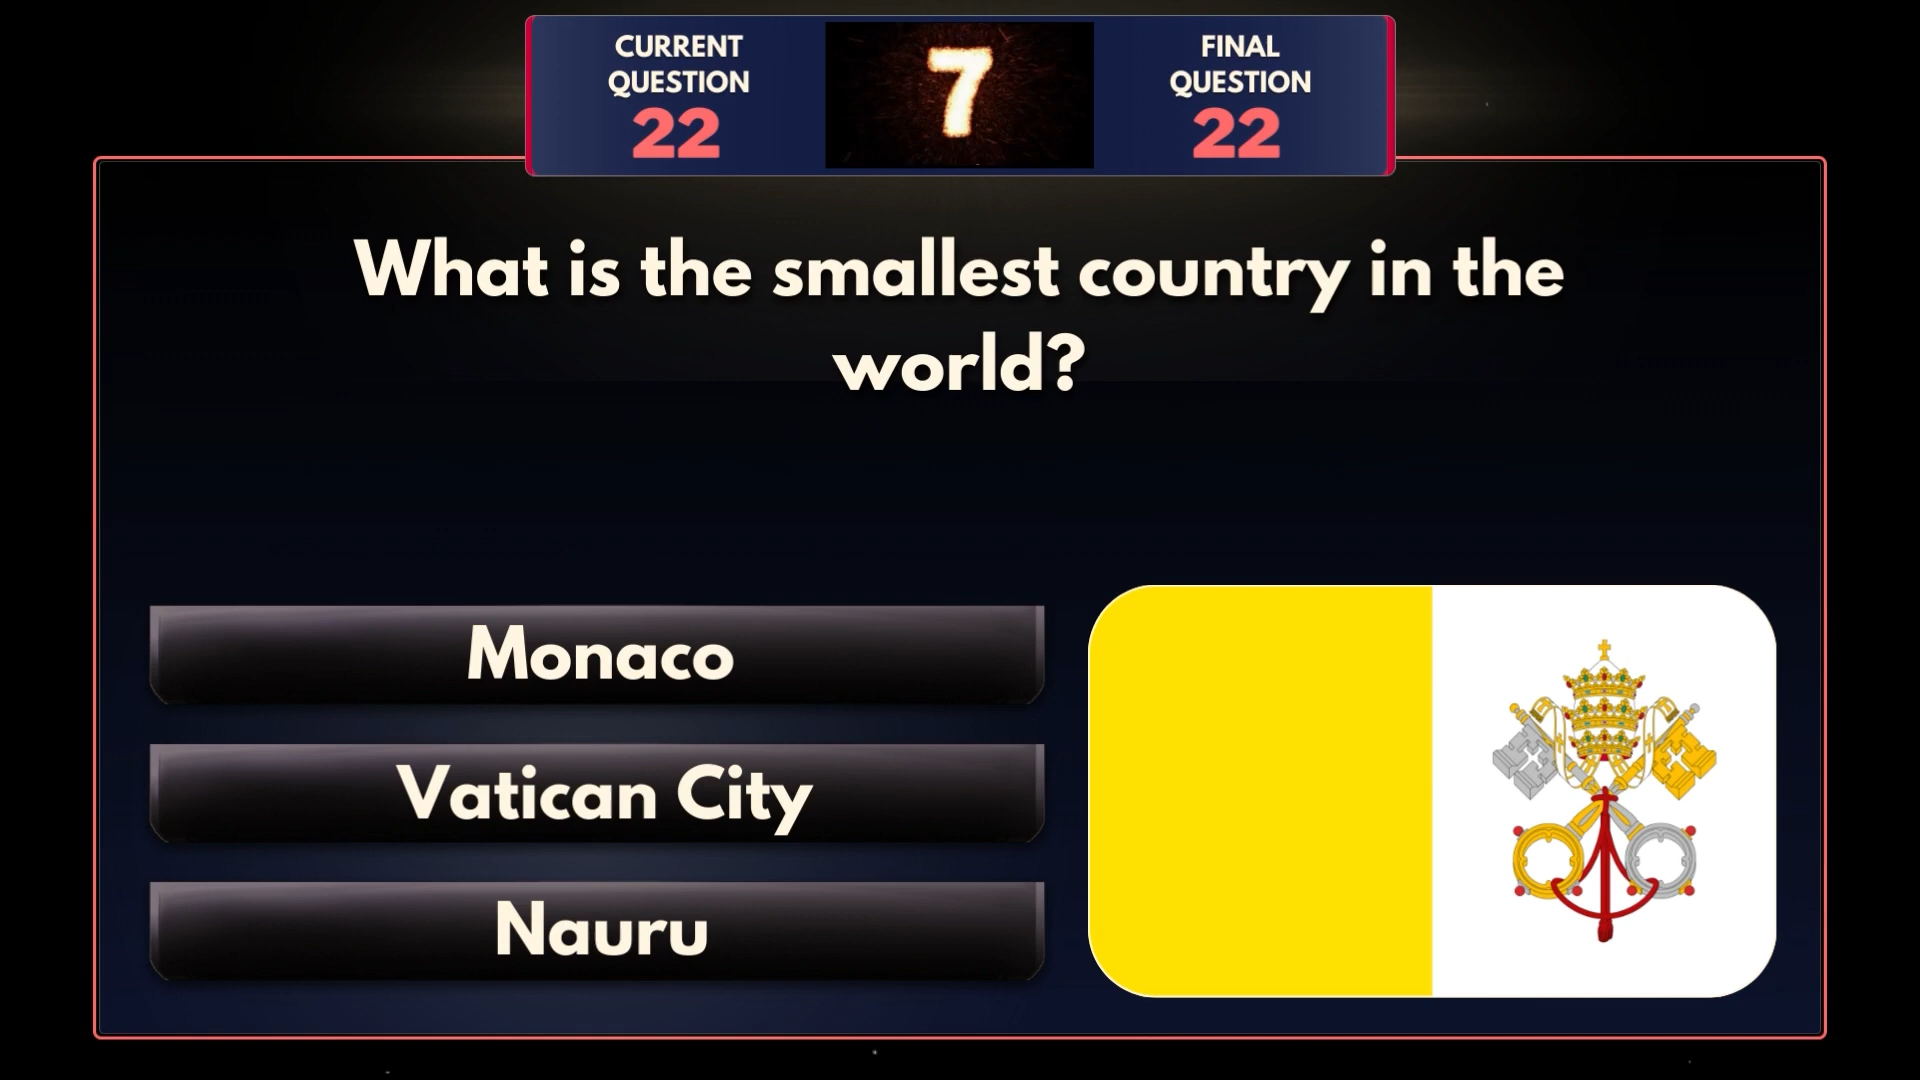 CURRENT
QUESTION
22
7
FINAL
QUESTION
22
What is the smallest country in the
world?
Monaco
Vatican City
Nauru